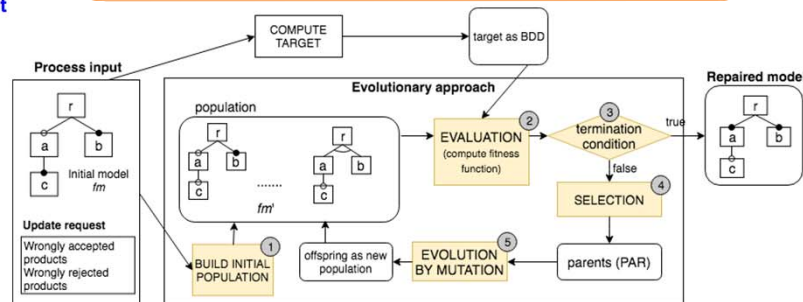 t
COMPUTE
TARGET
target as BDD
Process input
Evolutionary approach
Repaired mode
population
r
a
b
c
Initial model
fm
r
a
b
c
.......
r
a
b
c
fm'
EVALUATION
(compute fitness
function)
2
3
termination
condition
true
false
r
a
b
c
SELECTION
4
Update request
Wrongly accepted
products
Wrongly rejected
products
BUILD INITIAL
POPULATION
1
offspring as new
population
EVOLUTION
BY MUTATION
5
parents (PAR)